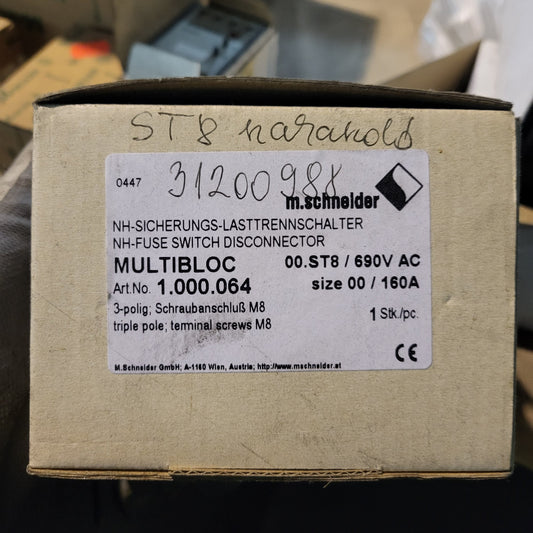 ST8
31200988
0447
m.schneider
NH-SICHERUNGS-LASTTRENNSCHALTER
NH-FUSE SWITCH DISCONNECTOR
MULTIBLOC 00.ST8 / 690V AC
Art.No. 1.000.064 size 00 / 160A
3-polig; Schraubanschluß M8
triple pole; terminal screws M8
1 Stk./pc.
CE
M.Schneider GmbH; A-1160 Wien, Austria; http://www.mschneider.at